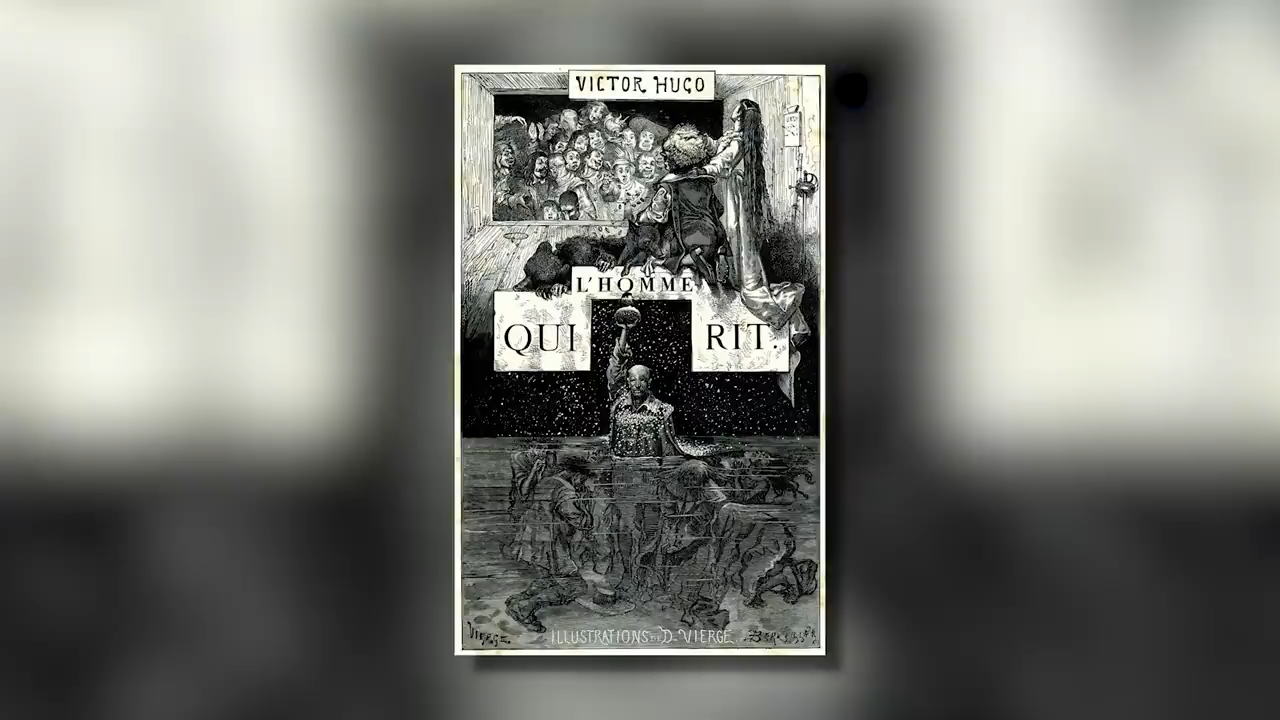 VICTOR HUGO
L'HOMME
QUI RIT.
VIERGE.
ILLUSTRATIONS DE D. VIERGE